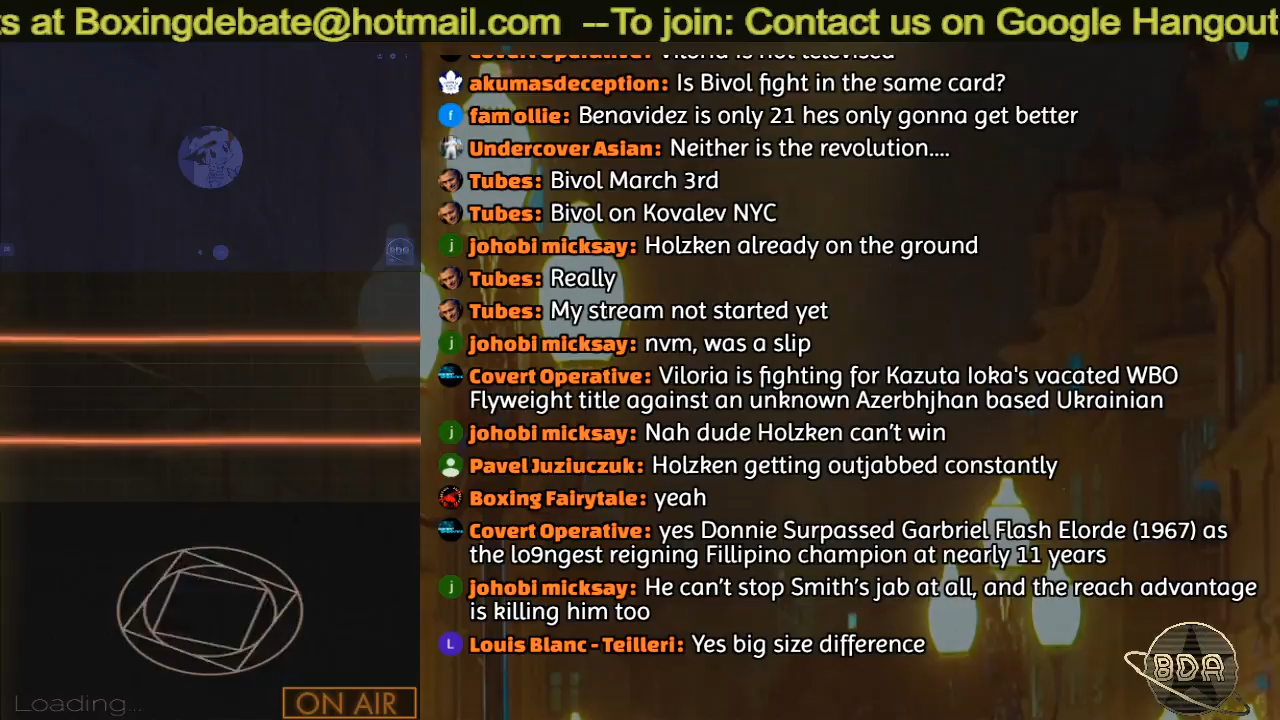 s at Boxingdebate@hotmail.com --To join: Contact us on Google Hangout
Covert Operative: Viloria is not televised
akumasdeception: Is Bivol fight in the same card?
fam ollie: Benavidez is only 21 hes only gonna get better
Undercover Asian: Neither is the revolution....
Tubes: Bivol March 3rd
Tubes: Bivol on Kovalev NYC
johobi micksay: Holzken already on the ground
Tubes: Really
Tubes: My stream not started yet
johobi micksay: nvm, was a slip
Covert Operative: Viloria is fighting for Kazuta Ioka's vacated WBO
Flyweight title against an unknown Azerbhjhan based Ukrainian
johobi micksay: Nah dude Holzken can't win
Pavel Juziuczuk: Holzken getting outjabbed constantly
Boxing Fairytale: yeah
Covert Operative: yes Donnie Surpassed Garbriel Flash Elorde (1967) as
the lo9ngest reigning Fillipino champion at nearly 11 years
johobi micksay: He can't stop Smith's jab at all, and the reach advantage
is killing him too
Louis Blanc - Teilleri: Yes big size difference
BDA
BDA
Loading...
ON AIR